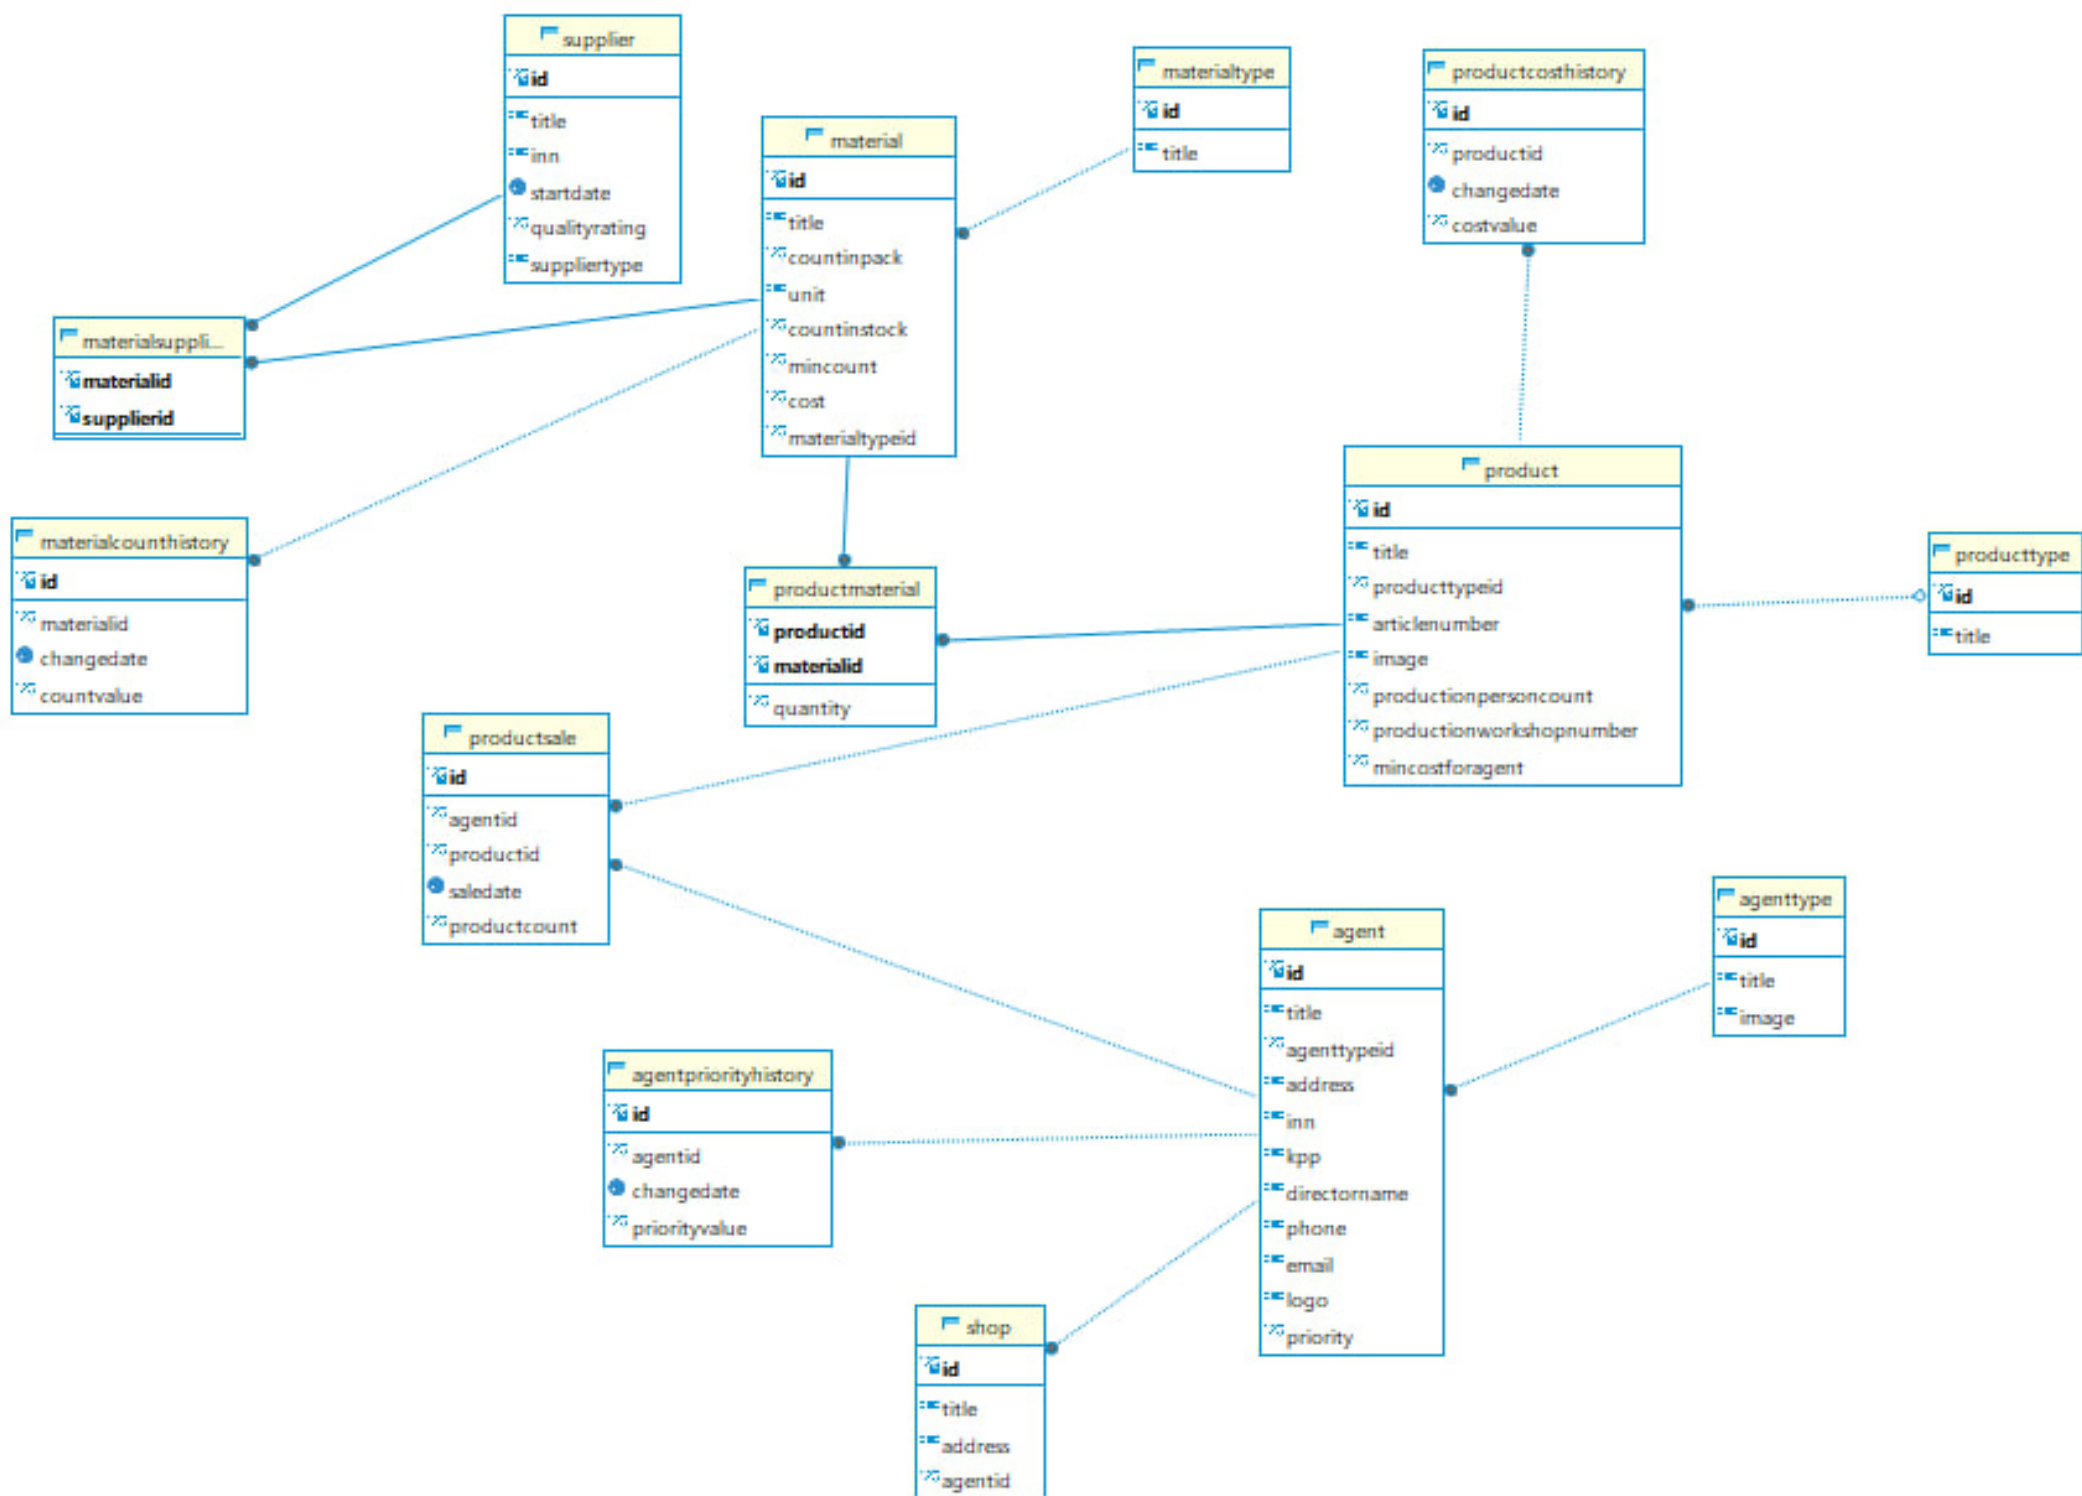 supplier
id
title
inn
startdate
qualityrating
suppliertype
materialtype
id
title
productcosthistory
id
productid
changedate
costvalue
material
id
title
countinpack
unit
countinstock
mincount
cost
materialtypeid
materialsuppli...
materialid
supplierid
product
id
title
producttypeid
articlenumber
image
productionpersoncount
productionworkshopnumber
mincostforagent
materialcounthistory
id
materialid
changedate
countvalue
productmaterial
productid
materialid
quantity
producttype
id
title
productsale
id
agentid
productid
saledate
productcount
agenttype
id
title
image
agent
id
title
agenttypeid
address
inn
kpp
directorname
phone
email
logo
priority
agentpriorityhistory
id
agentid
changedate
priorityvalue
shop
id
title
address
agentid